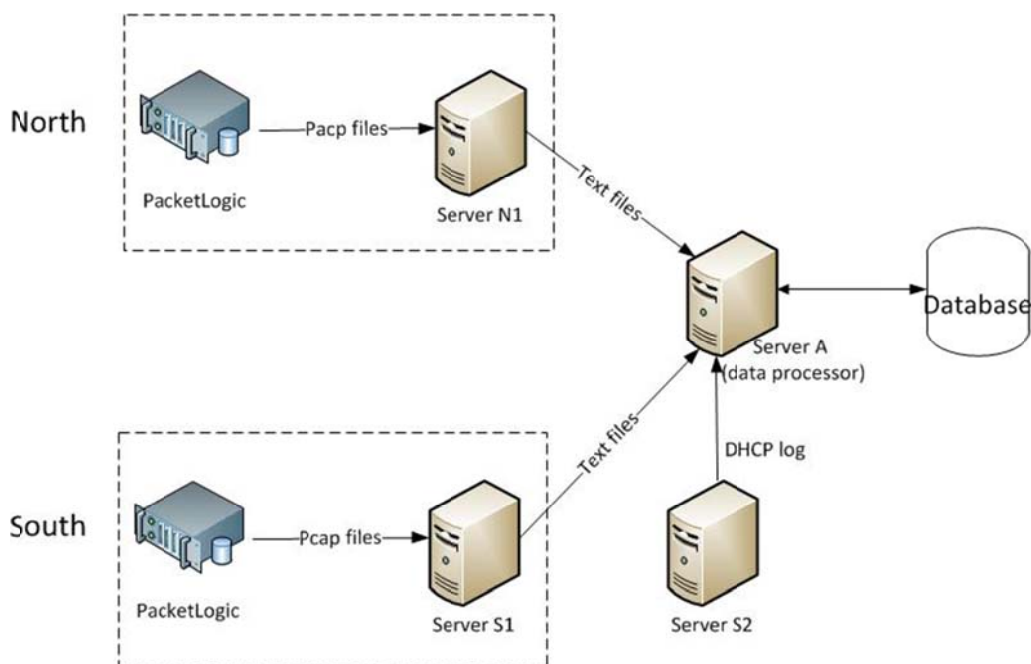 North
Pacp files
PacketLogic
Server N1
Text files
Database
Server A
(data processor)
Text files
DHCP log
South
Pcap files
PacketLogic
Server S1
Server S2